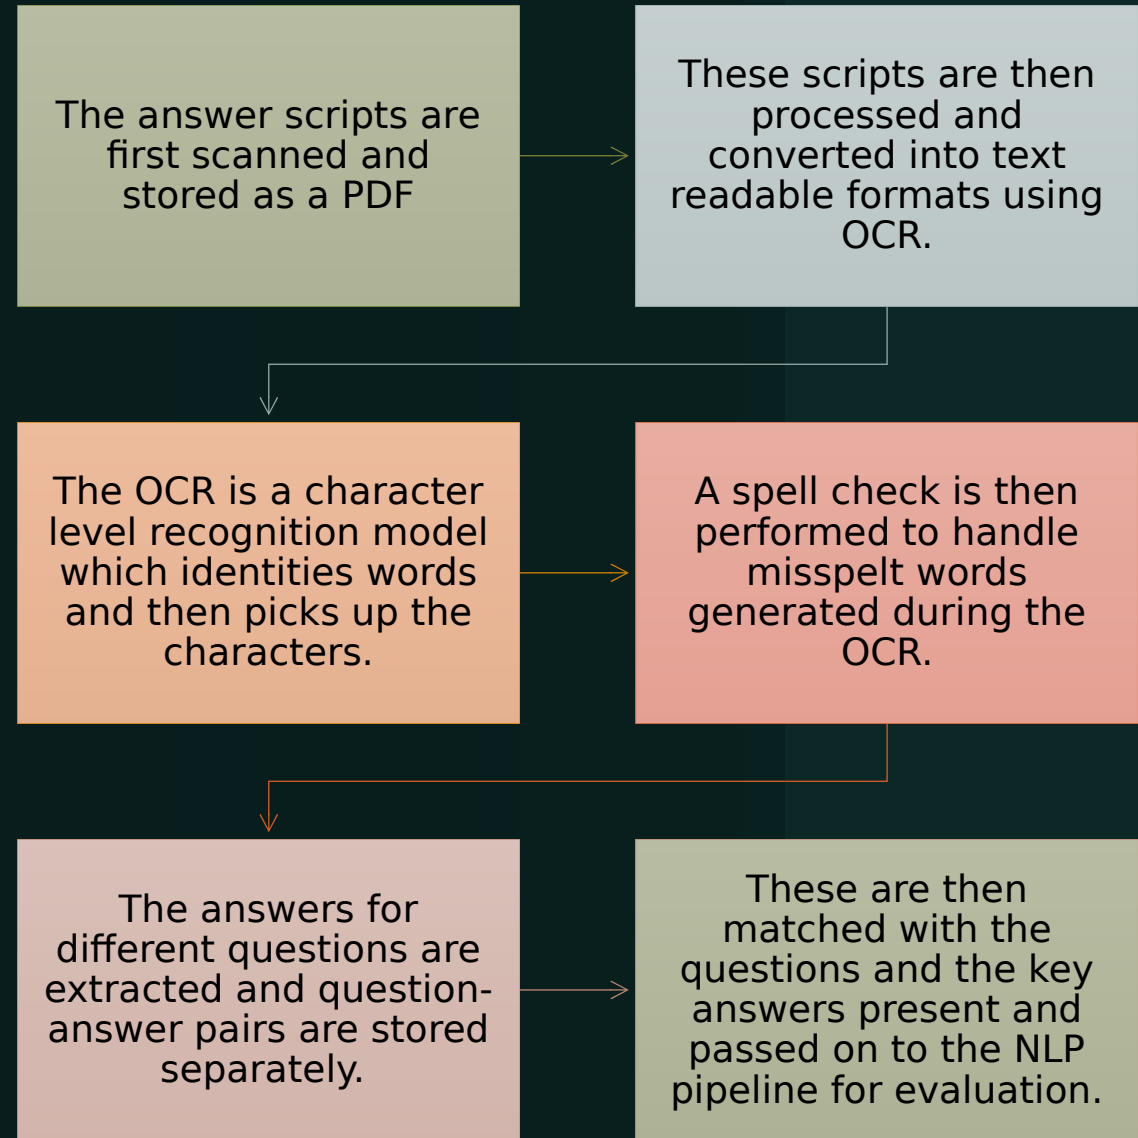 The answer scripts are
first scanned and
stored as a PDF
These scripts are then
processed and
converted into text
readable formats using
OCR.
The OCR is a character
level recognition model
which identities words
and then picks up the
characters.
A spell check is then
performed to handle
misspelt words
generated during the
OCR.
The answers for
different questions are
extracted and question-
answer pairs are stored
separately.
These are then
matched with the
questions and the key
answers present and
passed on to the NLP
pipeline for evaluation.